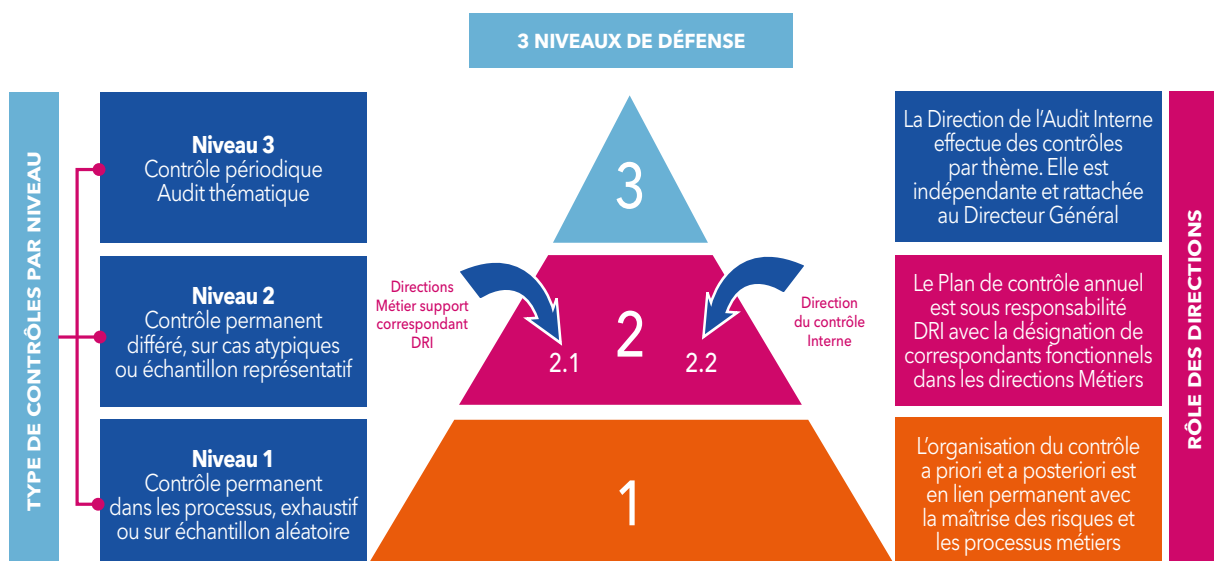 3 NIVEAUX DE DÉFENSE
TYPE DE CONTRÔLES PAR NIVEAU
Niveau 3
Contrôle périodique
Audit thématique
Niveau 2
Contrôle permanent
différé, sur cas atypiques
ou échantillon représentatif
Niveau 1
Contrôle permanent
dans les processus, exhaustif
ou sur échantillon aléatoire
3
Directions
Métier support
correspondant
DRI
2
2.1
2.2
Direction
du contrôle
Interne
1
La Direction de l'Audit Interne
effectue des contrôles
par thème. Elle est
indépendante et rattachée
au Directeur Général
Le Plan de contrôle annuel
est sous responsabilité
DRI avec la désignation de
correspondants fonctionnels
dans les directions Métiers
L'organisation du contrôle
a priori et a posteriori est
en lien permanent avec
la maîtrise des risques et
les processus métiers
RÔLE DES DIRECTIONS